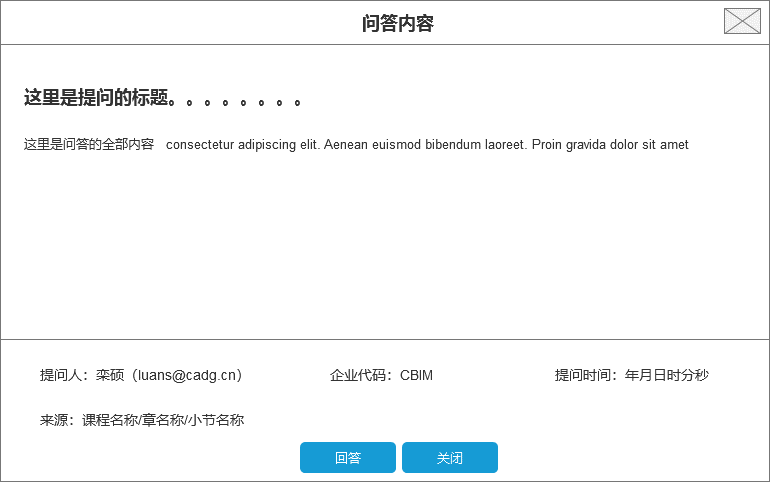 问答内容
这里是提问的标题。。。。。。。。
这里是问答的全部内容 consectetur adipiscing elit. Aenean euismod bibendum laoreet. Proin gravida dolor sit amet
提问人：栾硕（luans@cadg.cn） 企业代码：CBIM 提问时间：年月日时分秒
来源：课程名称/章名称/小节名称
回答 关闭